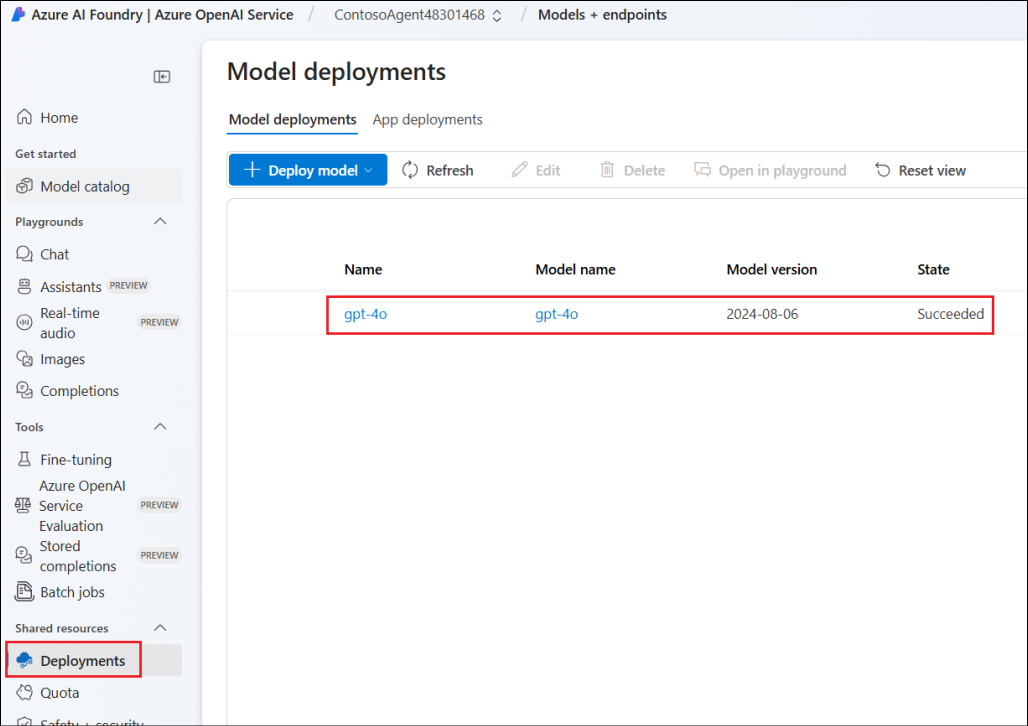 Azure AI Foundry | Azure OpenAI Service / ContosoAgent48301468 / Models + endpoints
Home
Get started
Model catalog
Playgrounds
Chat
Assistants PREVIEW
Real-time
audio
PREVIEW
Images
Completions
Tools
Fine-tuning
Azure OpenAI
Service
Evaluation
PREVIEW
Stored
completions
PREVIEW
Batch jobs
Shared resources
Deployments
Quota
Safety + security
Model deployments
Model deployments App deployments
+ Deploy model Refresh Edit Delete Open in playground Reset view
Name Model name Model version State
gpt-4o gpt-4o 2024-08-06 Succeeded